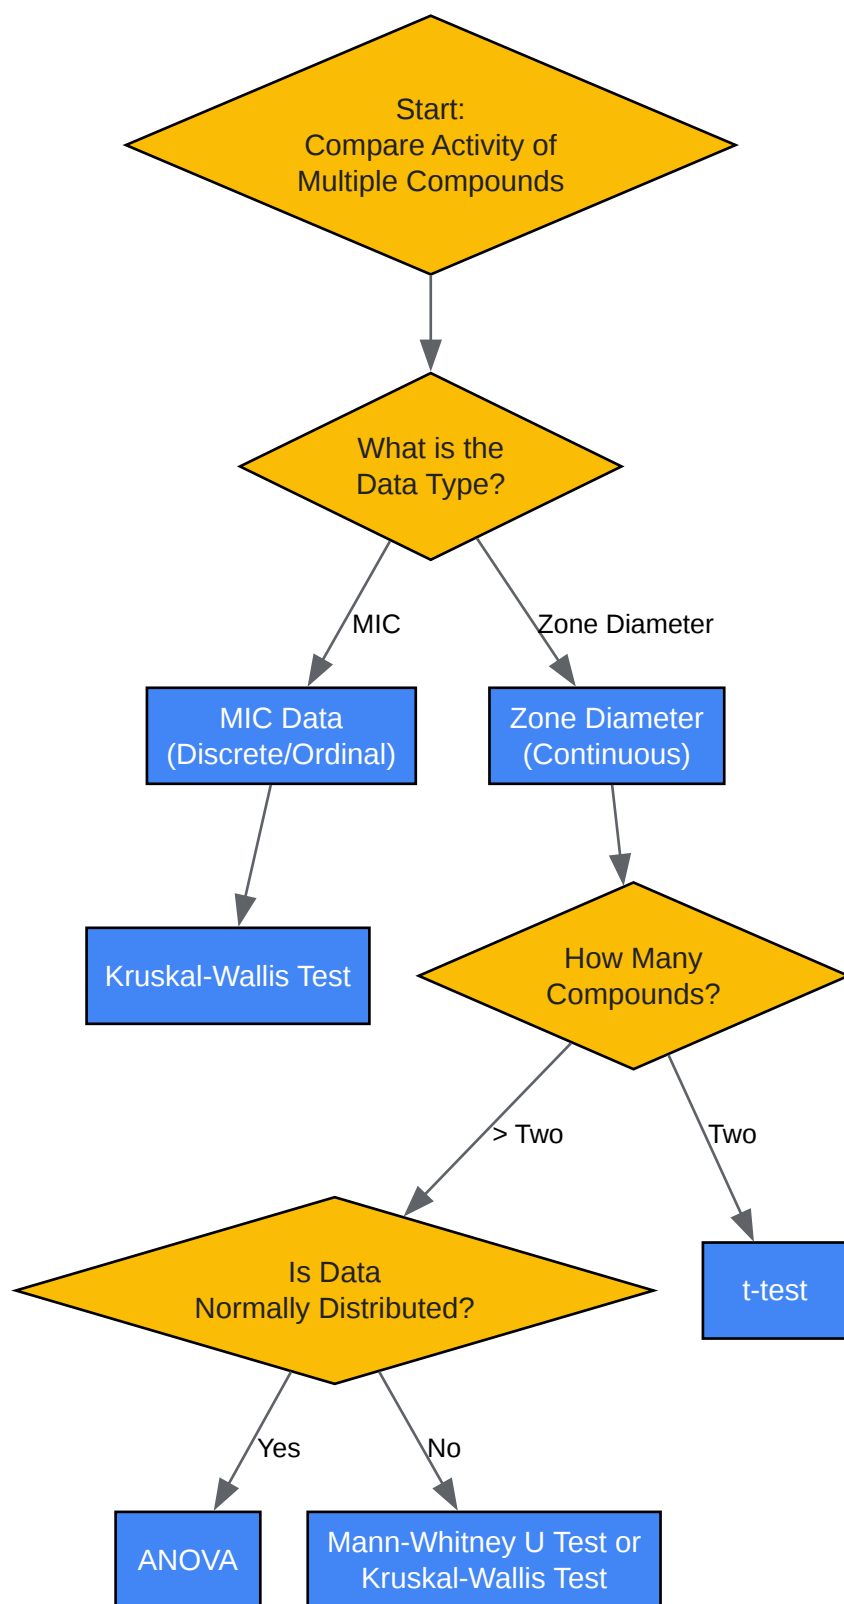 Start:
Compare Activity of
Multiple Compounds
What is the
Data Type?
MIC
Zone Diameter
MIC Data
(Discrete/Ordinal)
Zone Diameter
(Continuous)
Kruskal-Wallis Test
How Many
Compounds?
> Two
Two
Is Data
Normally Distributed?
t-test
Yes
No
ANOVA
Mann-Whitney U Test or
Kruskal-Wallis Test